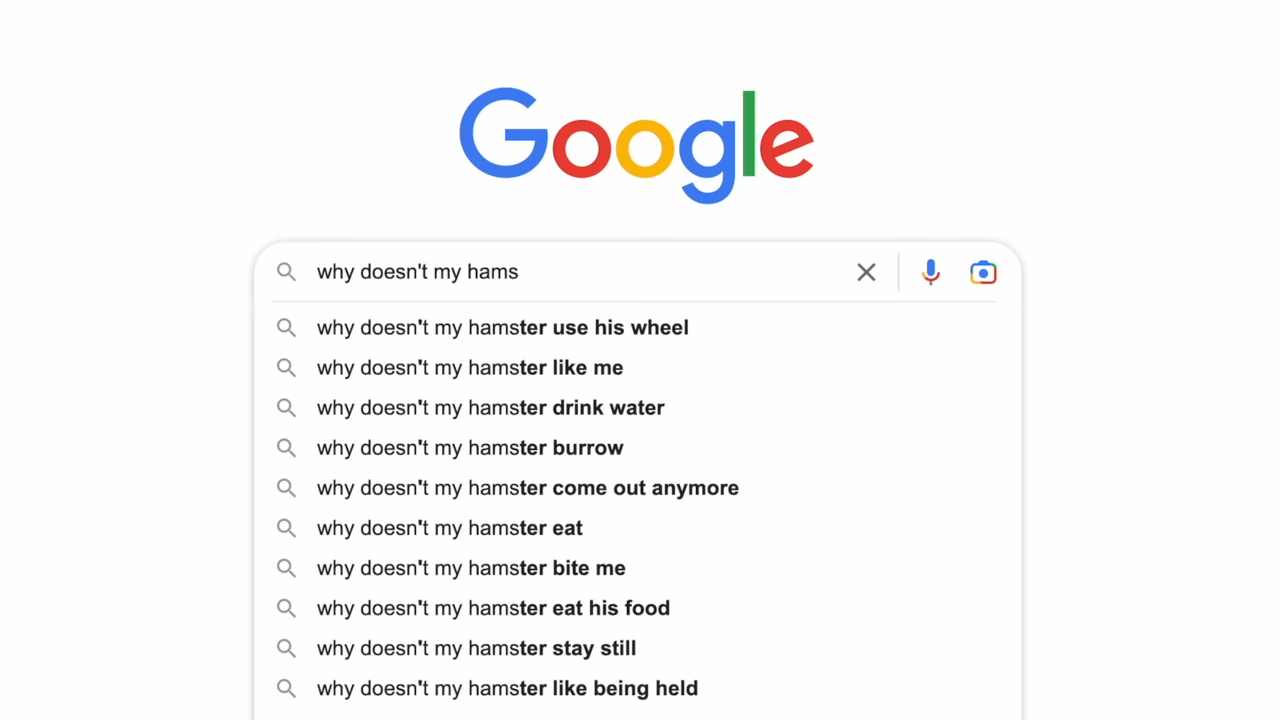 Google
why doesn't my hams
why doesn't my hamster use his wheel
why doesn't my hamster like me
why doesn't my hamster drink water
why doesn't my hamster burrow
why doesn't my hamster come out anymore
why doesn't my hamster eat
why doesn't my hamster bite me
why doesn't my hamster eat his food
why doesn't my hamster stay still
why doesn't my hamster like being held